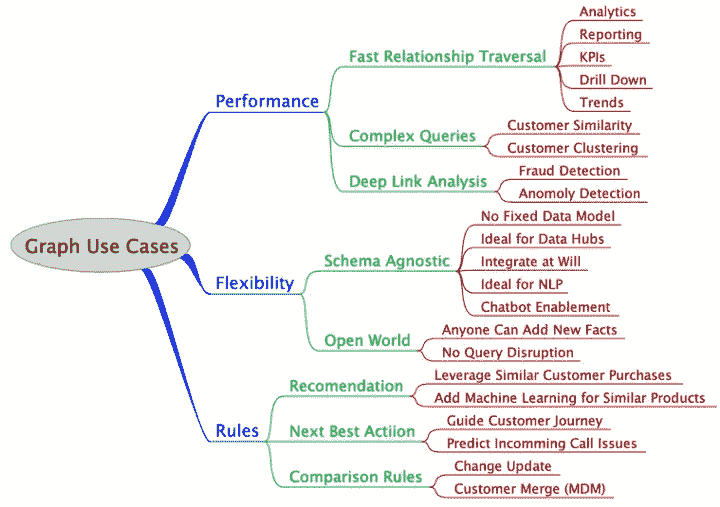 Graph Use Cases
Performance
Fast Relationship Traversal
Analytics
Reporting
KPIs
Drill Down
Trends
Complex Queries
Customer Similarity
Customer Clustering
Deep Link Analysis
Fraud Detection
Anomoly Detection
Flexibility
Schema Agnostic
No Fixed Data Model
Ideal for Data Hubs
Integrate at Will
Ideal for NLP
Chatbot Enablement
Open World
Anyone Can Add New Facts
No Query Disruption
Rules
Recomendation
Leverage Similar Customer Purchases
Add Machine Learning for Similar Products
Next Best Actiion
Guide Customer Journey
Predict Incomming Call Issues
Comparison Rules
Change Update
Customer Merge (MDM)